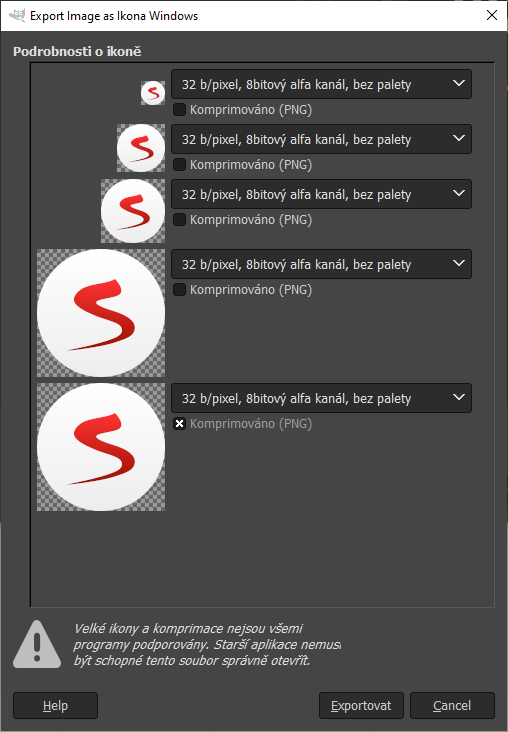 Export Image as Ikona Windows
Podrobnosti o ikoně
32 b/pixel, 8bitový alfa kanál, bez palety
Komprimováno (PNG)
32 b/pixel, 8bitový alfa kanál, bez palety
Komprimováno (PNG)
32 b/pixel, 8bitový alfa kanál, bez palety
Komprimováno (PNG)
32 b/pixel, 8bitový alfa kanál, bez palety
Komprimováno (PNG)
32 b/pixel, 8bitový alfa kanál, bez palety
Komprimováno (PNG)
Velké ikony a komprimace nejsou všemi
programy podporovány. Starší aplikace nemusí
být schopné tento soubor správně otevřít.
Help
Exportovat
Cancel